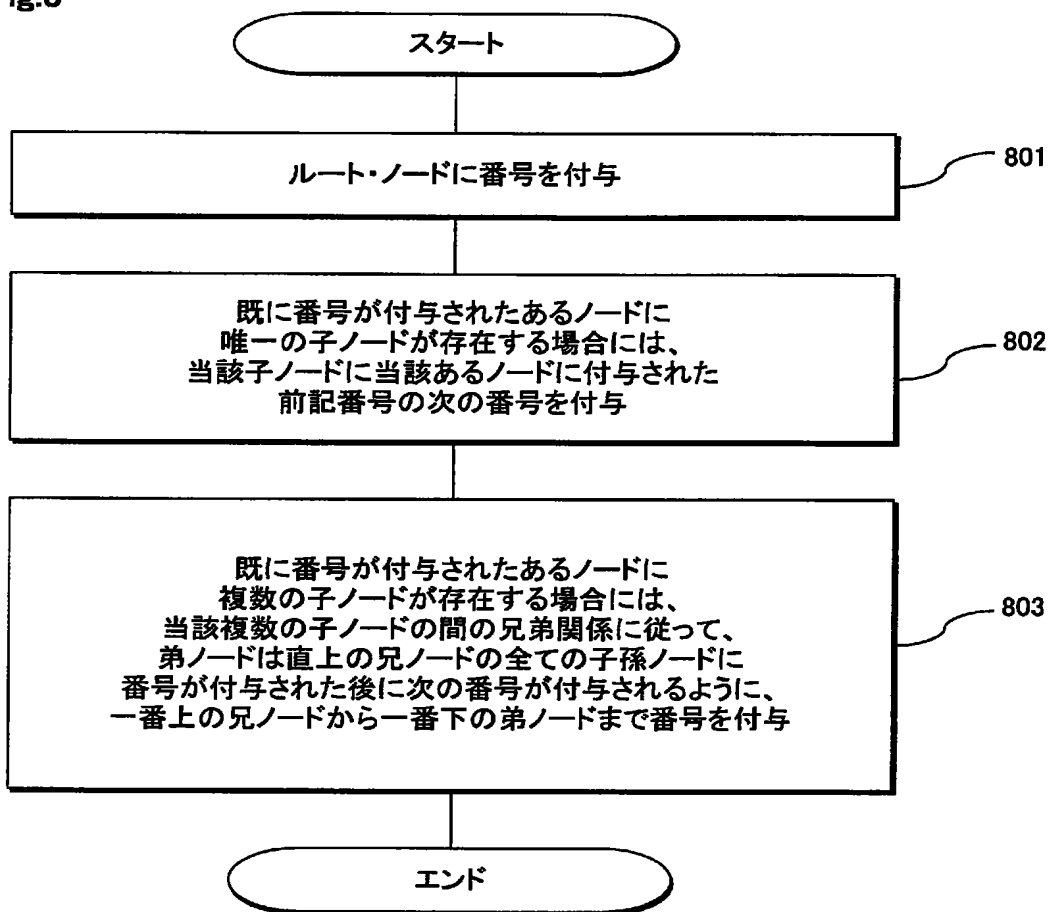 スタート
ルート・ノードに番号を付与
801
既に番号が付与されたあるノードに
唯一の子ノードが存在する場合には、
当該子ノードに当該あるノードに付与された
前記番号の次の番号を付与
802
既に番号が付与されたあるノードに
複数の子ノードが存在する場合には、
当該複数の子ノードの間の兄弟関係に従って、
弟ノードは直上の兄ノードの全ての子孫ノードに
番号が付与された後に次の番号が付与されるように、
一番上の兄ノードから一番下の弟ノードまで番号を付与
803
エンド